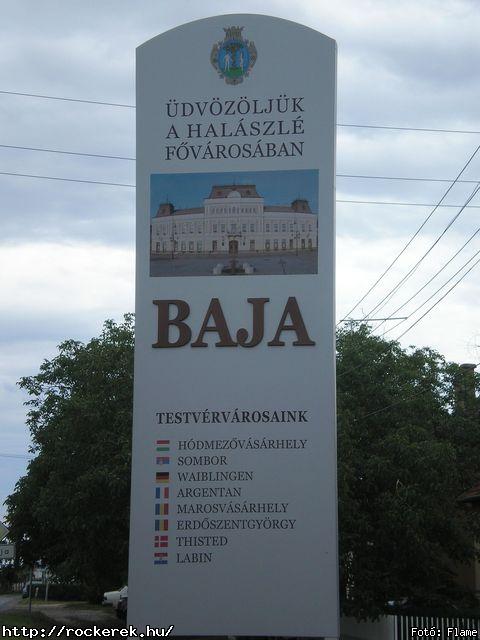 ÜDVÖZÖLJÜK
A HALÁSZLÉ
FŐVÁROSÁBAN
BAJA
TESTVÉRVÁROSAINK
HÓDMEZŐVÁSÁRHELY
SOMBOR
WAIBLINGEN
ARGENTAN
MAROSVÁSÁRHELY
ERDŐSZENTGYÖRGY
THISTED
LABIN
http://rockerek.hu/
Fotó: Flame